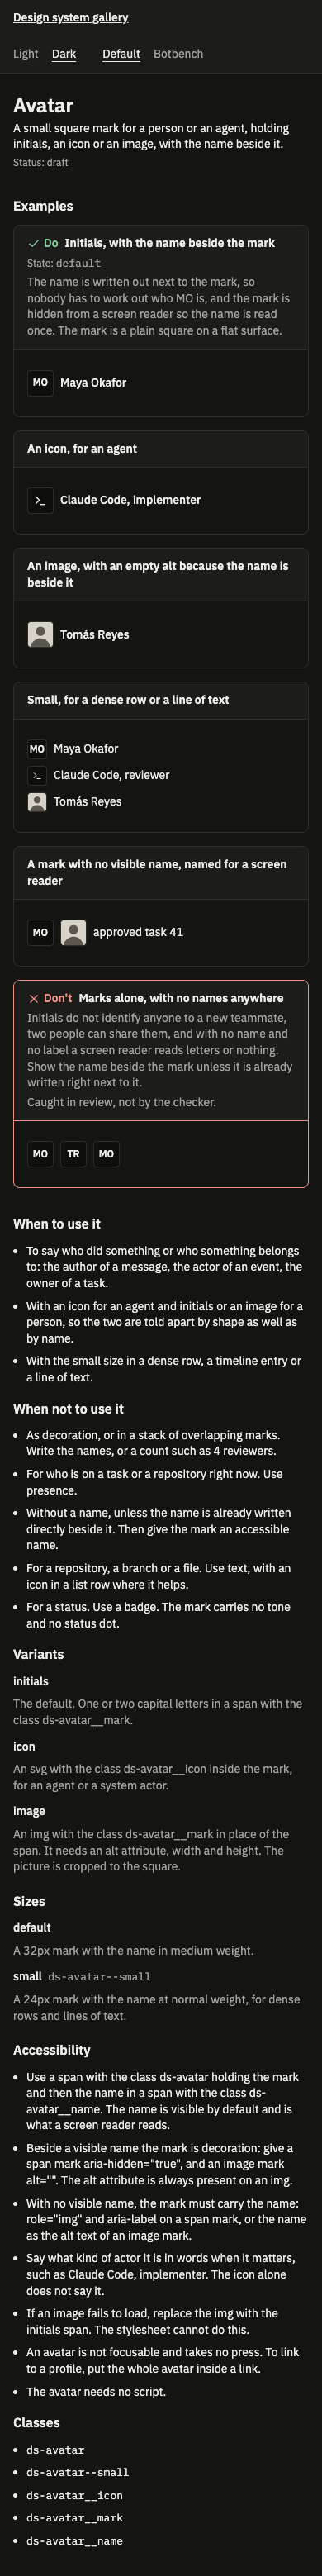 Design system gallery
Light Dark Default Botbench
Avatar
A small square mark for a person or an agent, holding
initials, an icon or an image, with the name beside it.
Status: draft
Examples
Do Initials, with the name beside the mark
State: default
The name is written out next to the mark, so
nobody has to work out who MO is, and the mark is
hidden from a screen reader so the name is read
once. The mark is a plain square on a flat surface.
MO Maya Okafor
An icon, for an agent
>_ Claude Code, implementer
An image, with an empty alt because the name is
beside it
Tomás Reyes
Small, for a dense row or a line of text
MO Maya Okafor
>_ Claude Code, reviewer
Tomás Reyes
A mark with no visible name, named for a screen
reader
MO approved task 41
Don't Marks alone, with no names anywhere
Initials do not identify anyone to a new teammate,
two people can share them, and with no name and
no label a screen reader reads letters or nothing.
Show the name beside the mark unless it is already
written right next to it.
Caught in review, not by the checker.
MO TR MO
When to use it
• To say who did something or who something belongs
to: the author of a message, the actor of an event, the
owner of a task.
• With an icon for an agent and initials or an image for a
person, so the two are told apart by shape as well as
by name.
• With the small size in a dense row, a timeline entry or
a line of text.
When not to use it
• As decoration, or in a stack of overlapping marks.
Write the names, or a count such as 4 reviewers.
• For who is on a task or a repository right now. Use
presence.
• Without a name, unless the name is already written
directly beside it. Then give the mark an accessible
name.
• For a repository, a branch or a file. Use text, with an
icon in a list row where it helps.
• For a status. Use a badge. The mark carries no tone
and no status dot.
Variants
initials
The default. One or two capital letters in a span with the
class ds-avatar__mark.
icon
An svg with the class ds-avatar__icon inside the mark,
for an agent or a system actor.
image
An img with the class ds-avatar__mark in place of the
span. It needs an alt attribute, width and height. The
picture is cropped to the square.
Sizes
default
A 32px mark with the name in medium weight.
small ds-avatar--small
A 24px mark with the name at normal weight, for dense
rows and lines of text.
Accessibility
• Use a span with the class ds-avatar holding the mark
and then the name in a span with the class ds-
avatar__name. The name is visible by default and is
what a screen reader reads.
• Beside a visible name the mark is decoration: give a
span mark aria-hidden="true", and an image mark
alt="". The alt attribute is always present on an img.
• With no visible name, the mark must carry the name:
role="img" and aria-label on a span mark, or the name
as the alt text of an image mark.
• Say what kind of actor it is in words when it matters,
such as Claude Code, implementer. The icon alone
does not say it.
• If an image fails to load, replace the img with the
initials span. The stylesheet cannot do this.
• An avatar is not focusable and takes no press. To link
to a profile, put the whole avatar inside a link.
• The avatar needs no script.
Classes
• ds-avatar
• ds-avatar--small
• ds-avatar__icon
• ds-avatar__mark
• ds-avatar__name